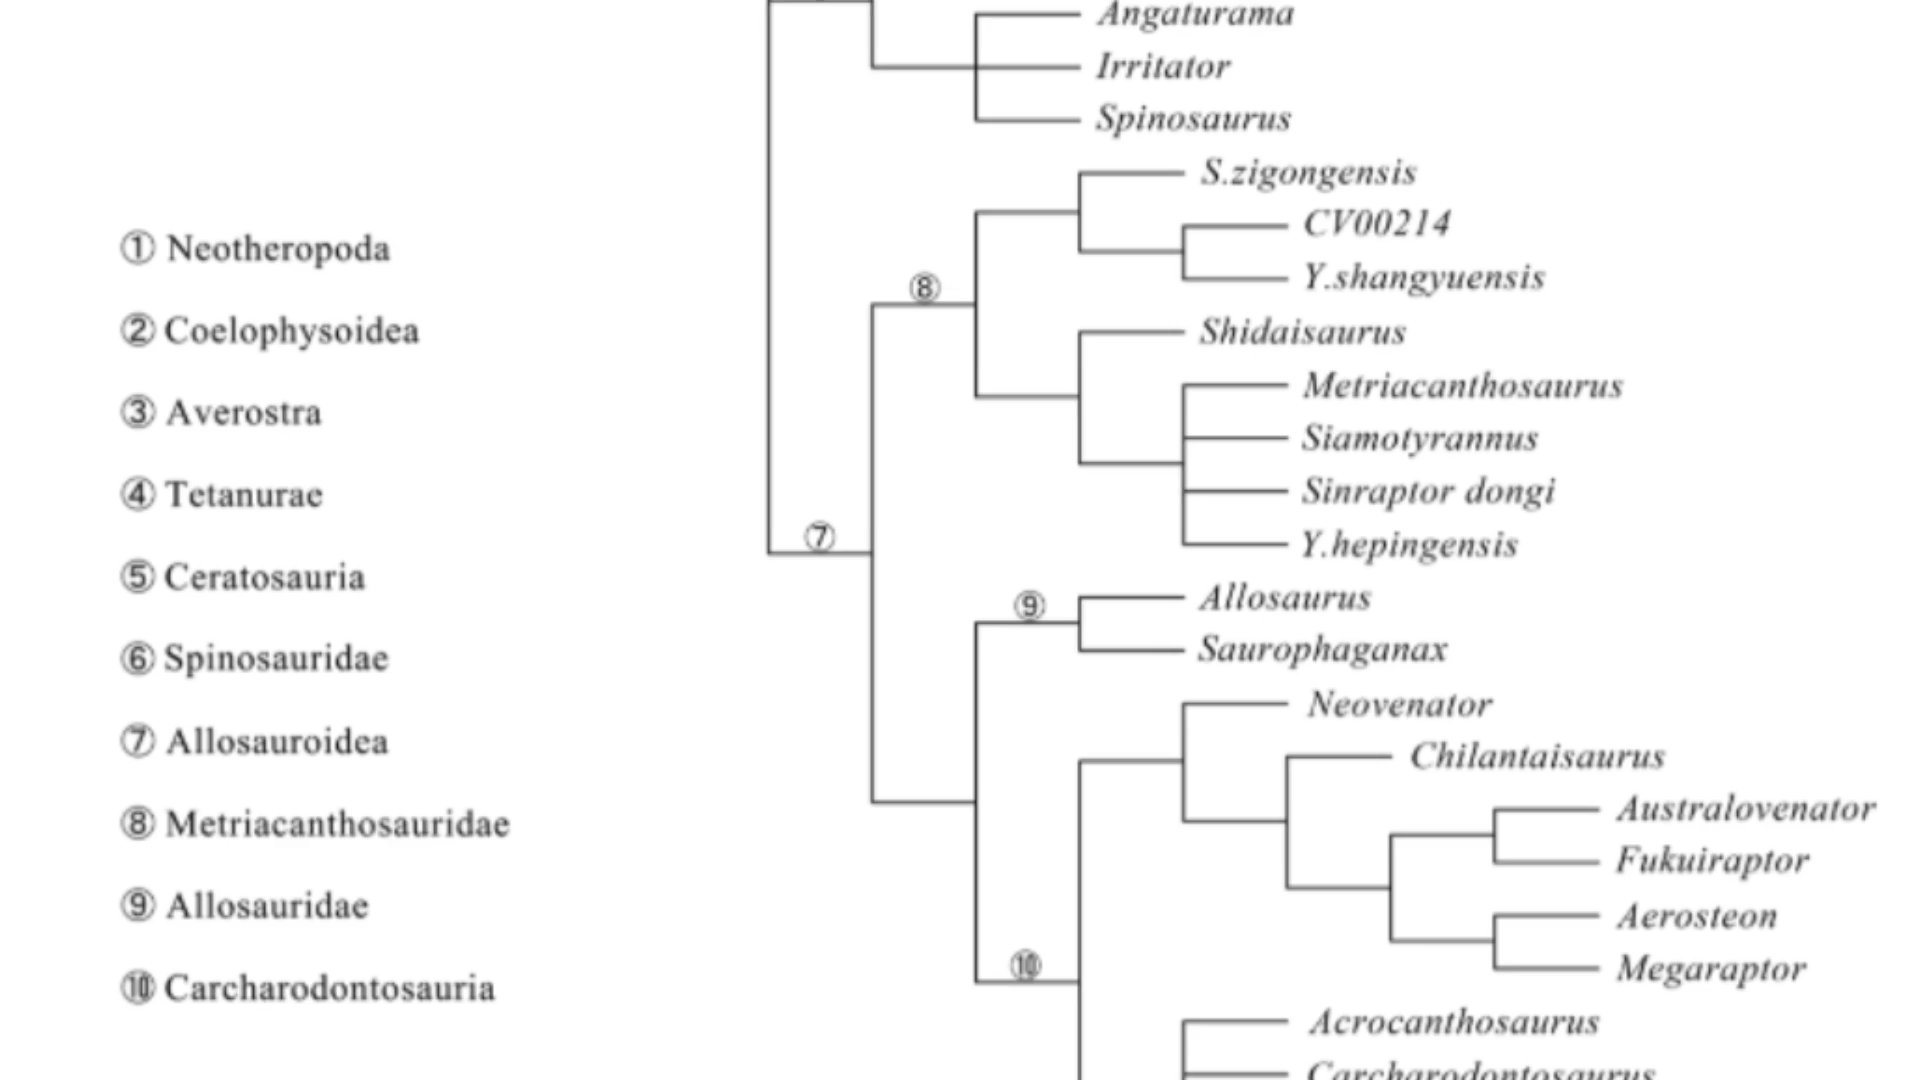 Angaturama
Irritator
Spinosaurus
S.zigongensis
CV00214
Y.shangyuensis
⑧
Shidaisaurus
Metriacanthosaurus
Siamotyrannus
Sinraptor dongi
Y.hepingensis
⑦
Allosaurus
⑨
Saurophaganax
Neovenator
Chilantaisaurus
Australovenator
Fukuiraptor
Aerosteon
Megaraptor
⑩
Acrocanthosaurus
Carcharodontosaurus
① Neotheropoda
② Coelophysoidea
③ Averostra
④ Tetanurae
⑤ Ceratosauria
⑥ Spinosauridae
⑦ Allosauroidea
⑧ Metriacanthosauridae
⑨ Allosauridae
⑩ Carcharodontosauria